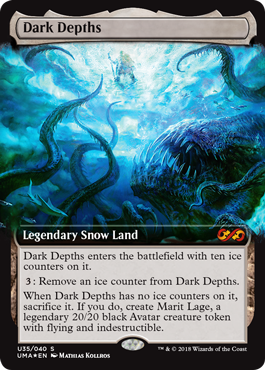 Dark Depths
Legendary Snow Land
Dark Depths enters the battlefield with ten ice
counters on it.
3: Remove an ice counter from Dark Depths.
When Dark Depths has no ice counters on it,
sacrifice it. If you do, create Marit Lage, a
legendary 20/20 black Avatar creature token
with flying and indestructible.
U35/040 S
UMA★EN Mathias Kollros
™ & © 2018 Wizards of the Coast